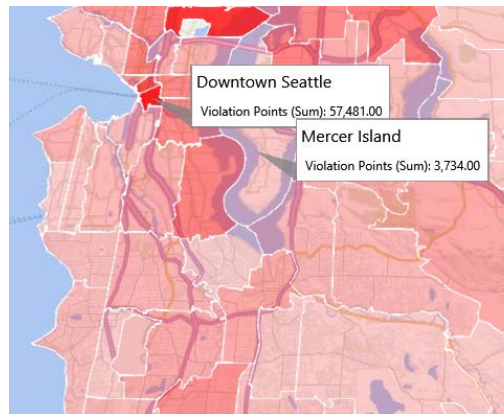 Downtown Seattle
Violation Points (Sum): 57,481.00
Mercer Island
Violation Points (Sum): 3,734.00